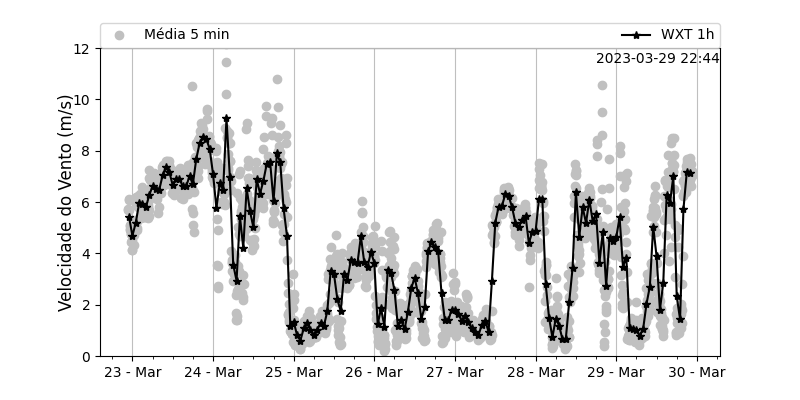 Média 5 min
WXT 1h
2023-03-29 22:44
Velocidade do Vento (m/s)
12
10
8
6
4
2
0
23 - Mar
24 - Mar
25 - Mar
26 - Mar
27 - Mar
28 - Mar
29 - Mar
30 - Mar